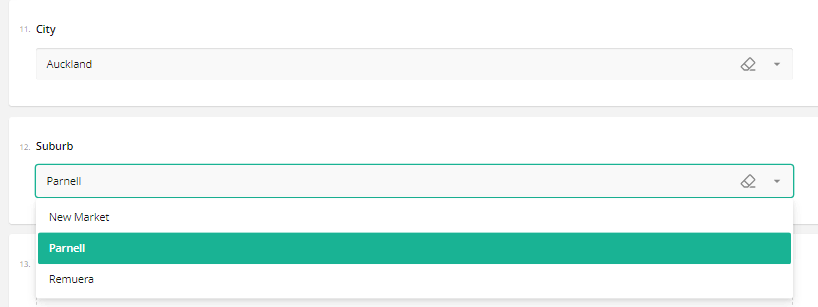 11. City
Auckland
12. Suburb
Parnell
New Market
Parnell
13.
Remuera